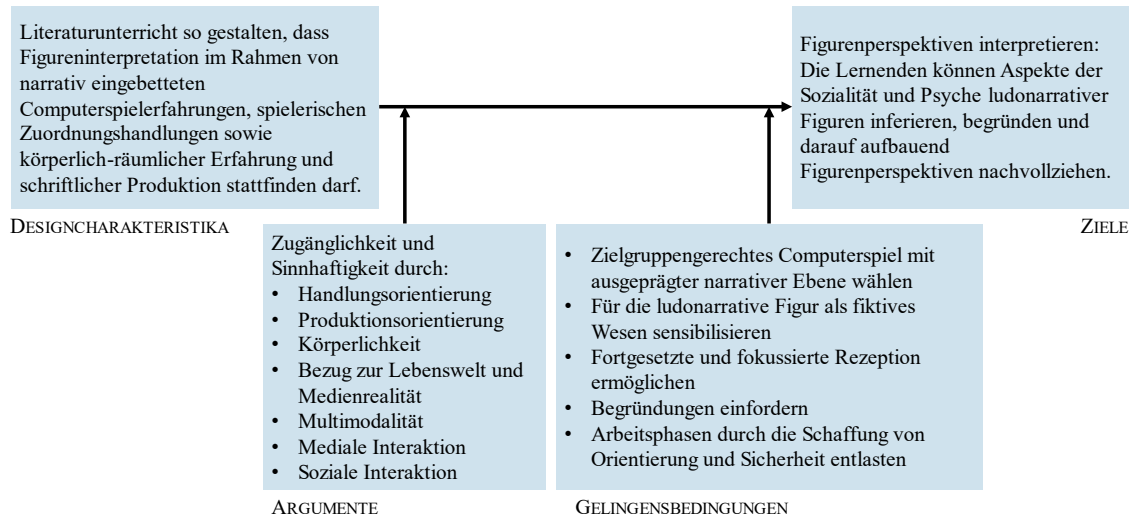 Literaturunterricht so gestalten, dass
Figureninterpretation im Rahmen von
narrativ eingebetteten
Computerspielerfahrungen, spielerischen
Zuordnungshandlungen sowie
körperlich-räumlicher Erfahrung und
schriftlicher Produktion stattfinden darf.
DESIGNCHARAKTERISTIKA
Figurenperspektiven interpretieren:
Die Lernenden können Aspekte der
Sozialität und Psyche ludonarrativer
Figuren inferieren, begründen und
darauf aufbauend
Figurenperspektiven nachvollziehen.
ZIELE
Zugänglichkeit und
Sinnhaftigkeit durch:
• Handlungsorientierung
• Produktionsorientierung
• Körperlichkeit
• Bezug zur Lebenswelt und
Medienrealität
• Multimodalität
• Mediale Interaktion
• Soziale Interaktion
ARGUMENTE
• Zielgruppengerechtes Computerspiel mit
ausgeprägter narrativer Ebene wählen
• Für die ludonarrative Figur als fiktives
Wesen sensibilisieren
• Fortgesetzte und fokussierte Rezeption
ermöglichen
• Begründungen einfordern
• Arbeitsphasen durch die Schaffung von
Orientierung und Sicherheit entlasten
GELINGENSBEDINGUNGEN